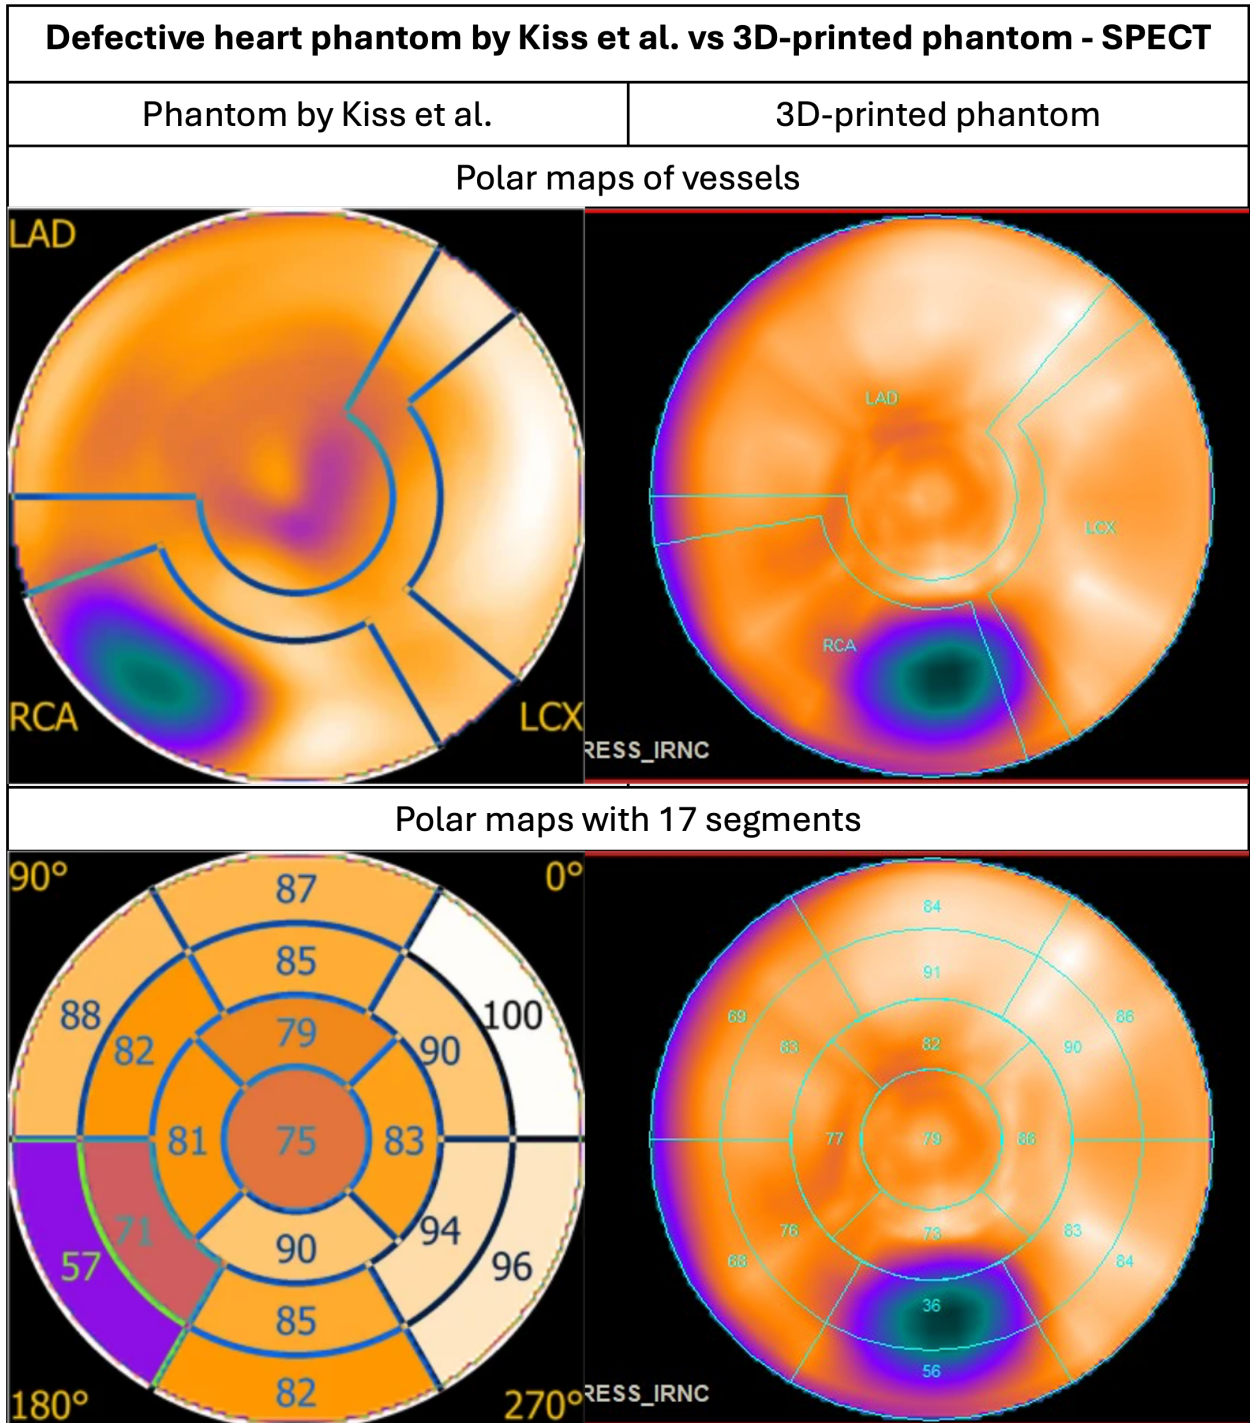 Defective heart phantom by Kiss et al. vs 3D-printed phantom - SPECT
Phantom by Kiss et al.
3D-printed phantom
Polar maps of vessels
LAD
RCA
LCX
LAD
LCX
RCA
RESS_IRNC
Polar maps with 17 segments
90°
0°
87
85
88
100
82
79
90
81
75
83
71
57
90
94
96
85
82
180°
270°
84
91
69
86
83
82
90
77
79
86
76
73
83
68
84
36
56
RESS_IRNC